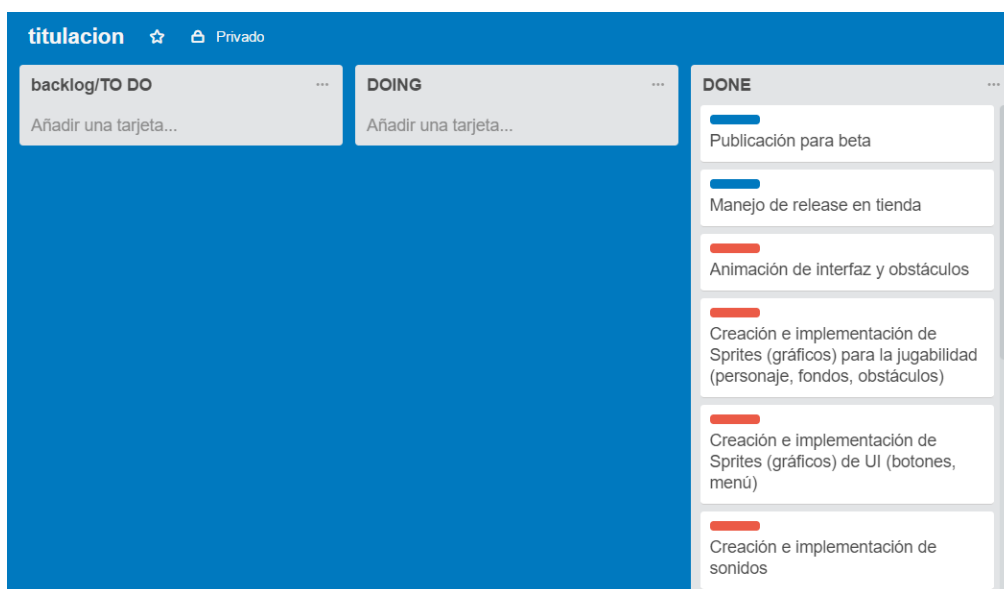 titulacion
Privado
backlog/TO DO
Añadir una tarjeta...
DOING
Añadir una tarjeta...
DONE
Publicación para beta
Manejo de release en tienda
Animación de interfaz y obstáculos
Creación e implementación de
Sprites (gráficos) para la jugabilidad
(personaje, fondos, obstáculos)
Creación e implementación de
Sprites (gráficos) de UI (botones,
menú)
Creación e implementación de
sonidos